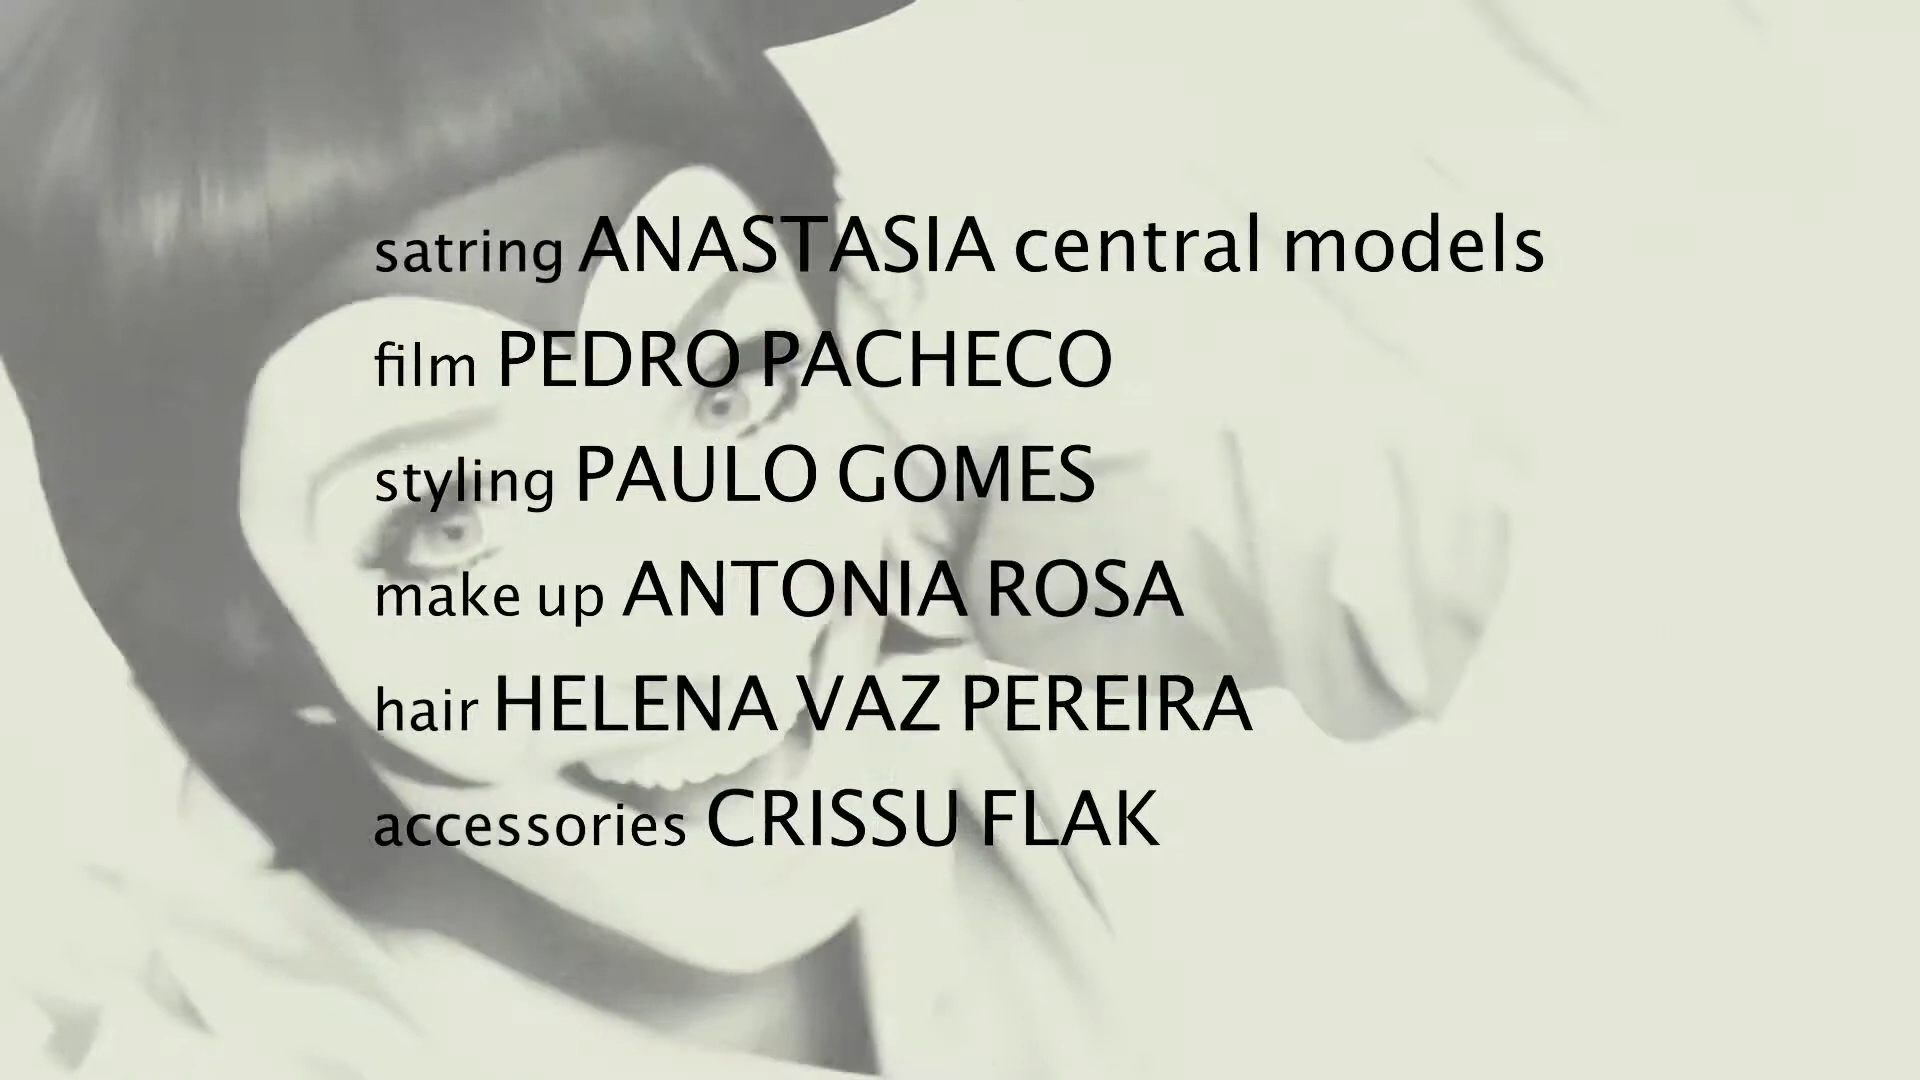 satring ANASTASIA central models
film PEDRO PACHECO
styling PAULO GOMES
make up ANTONIA ROSA
hair HELENA VAZ PEREIRA
accessories CRISSU FLAK